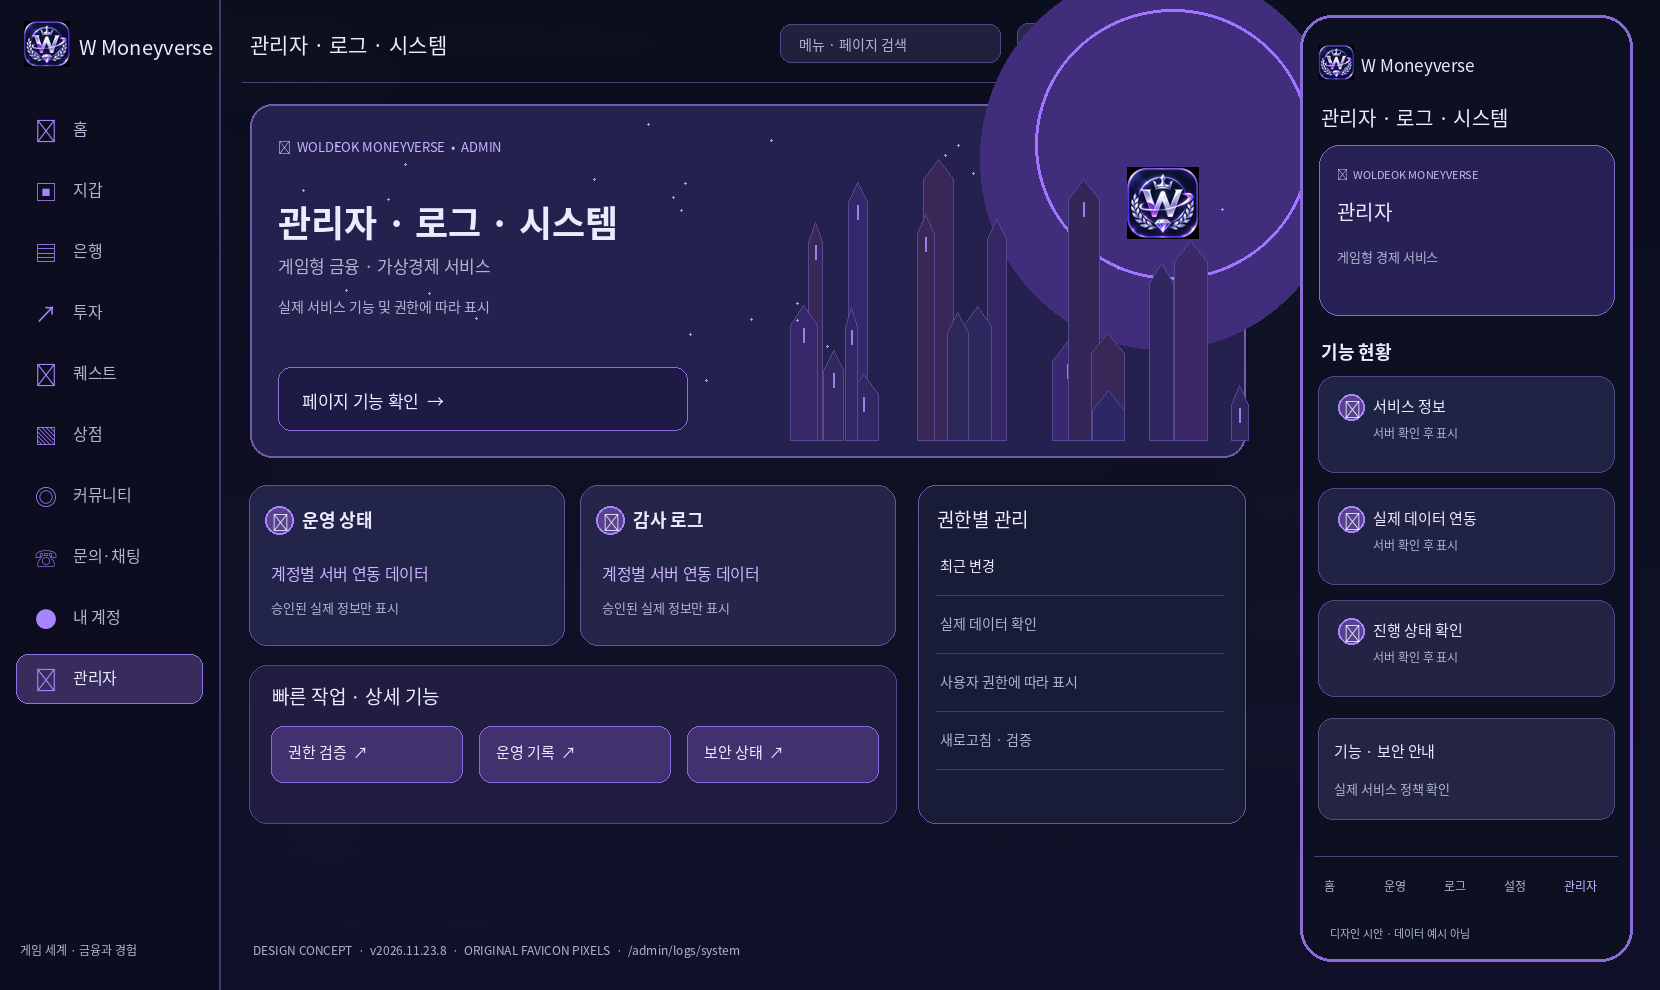 W Moneyverse
홈
지갑
은행
투자
퀘스트
상점
커뮤니티
문의·채팅
내 계정
관리자
게임 세계 · 금융과 경험
관리자 · 로그 · 시스템
메뉴 · 페이지 검색
WOLDEOK MONEYVERSE • ADMIN
관리자 · 로그 · 시스템
게임형 금융 · 가상경제 서비스
실제 서비스 기능 및 권한에 따라 표시
페이지 기능 확인 →
W
운영 상태
계정별 서버 연동 데이터
승인된 실제 정보만 표시
감사 로그
계정별 서버 연동 데이터
승인된 실제 정보만 표시
권한별 관리
최근 변경
실제 데이터 확인
사용자 권한에 따라 표시
새로고침 · 검증
빠른 작업 · 상세 기능
권한 검증 ↗
운영 기록 ↗
보안 상태 ↗
DESIGN CONCEPT · v2026.11.23.8 · ORIGINAL FAVICON PIXELS · /admin/logs/system
W Moneyverse
관리자 · 로그 · 시스템
WOLDEOK MONEYVERSE
관리자
게임형 경제 서비스
기능 현황
서비스 정보
서버 확인 후 표시
실제 데이터 연동
서버 확인 후 표시
진행 상태 확인
서버 확인 후 표시
기능 · 보안 안내
실제 서비스 정책 확인
홈 운영 로그 설정 관리자
디자인 시안 · 데이터 예시 아님